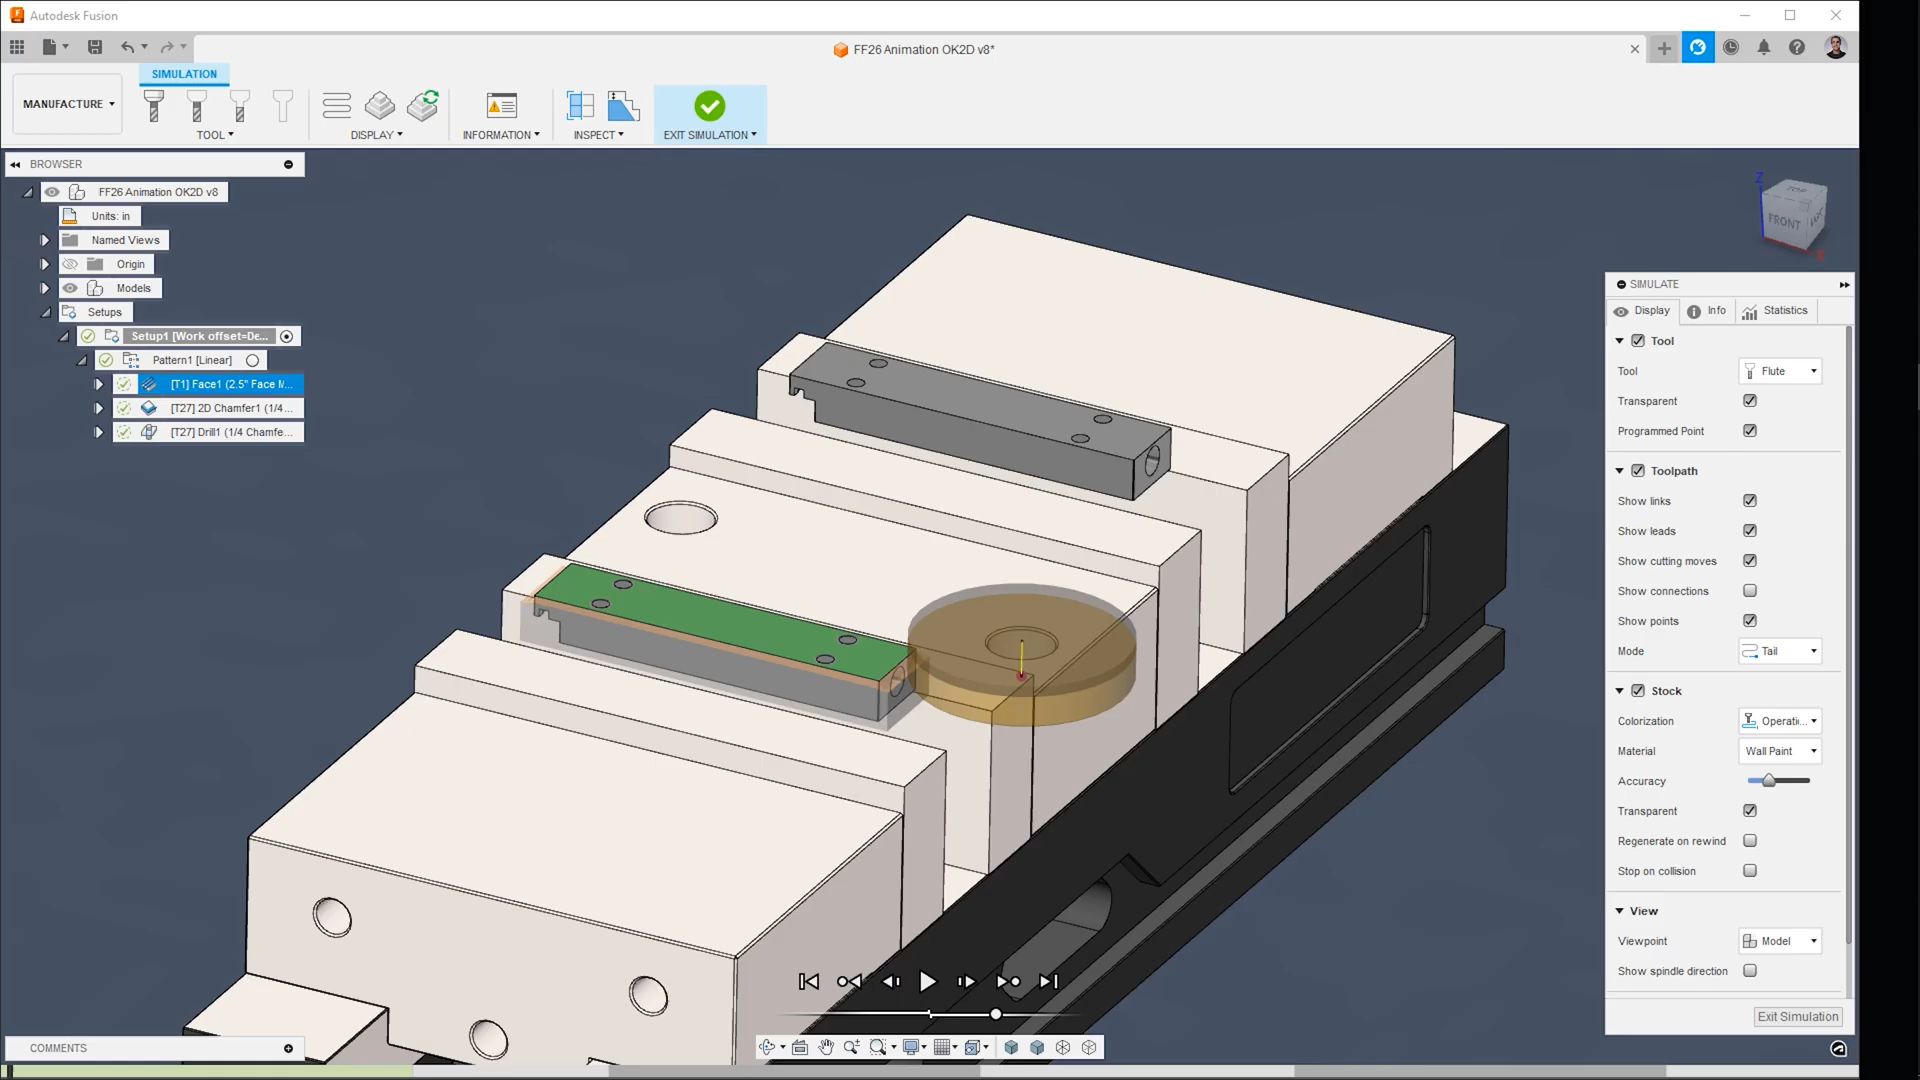 Autodesk Fusion
FF26 Animation OK2D v8*
SIMULATION
MANUFACTURE
TOOL
DISPLAY
INFORMATION
INSPECT
EXIT SIMULATION
BROWSER
FF26 Animation OK2D v8
Units: in
Named Views
Origin
Models
Setups
Setup1 [Work offset=De...
Pattern1 [Linear]
[T1] Face1 (2.5" Face M...
[T27] 2D Chamfer1 (1/4...
[T27] Drill1 (1/4 Chamfe...
Z
TOP
FRONT
X
SIMULATE
Display
Info
Statistics
Tool
Tool
Flute
Transparent
Programmed Point
Toolpath
Show links
Show leads
Show cutting moves
Show connections
Show points
Mode
Tail
Stock
Colorization
Operati...
Material
Wall Paint
Accuracy
Transparent
Regenerate on rewind
Stop on collision
View
Viewpoint
Model
Show spindle direction
Exit Simulation
COMMENTS